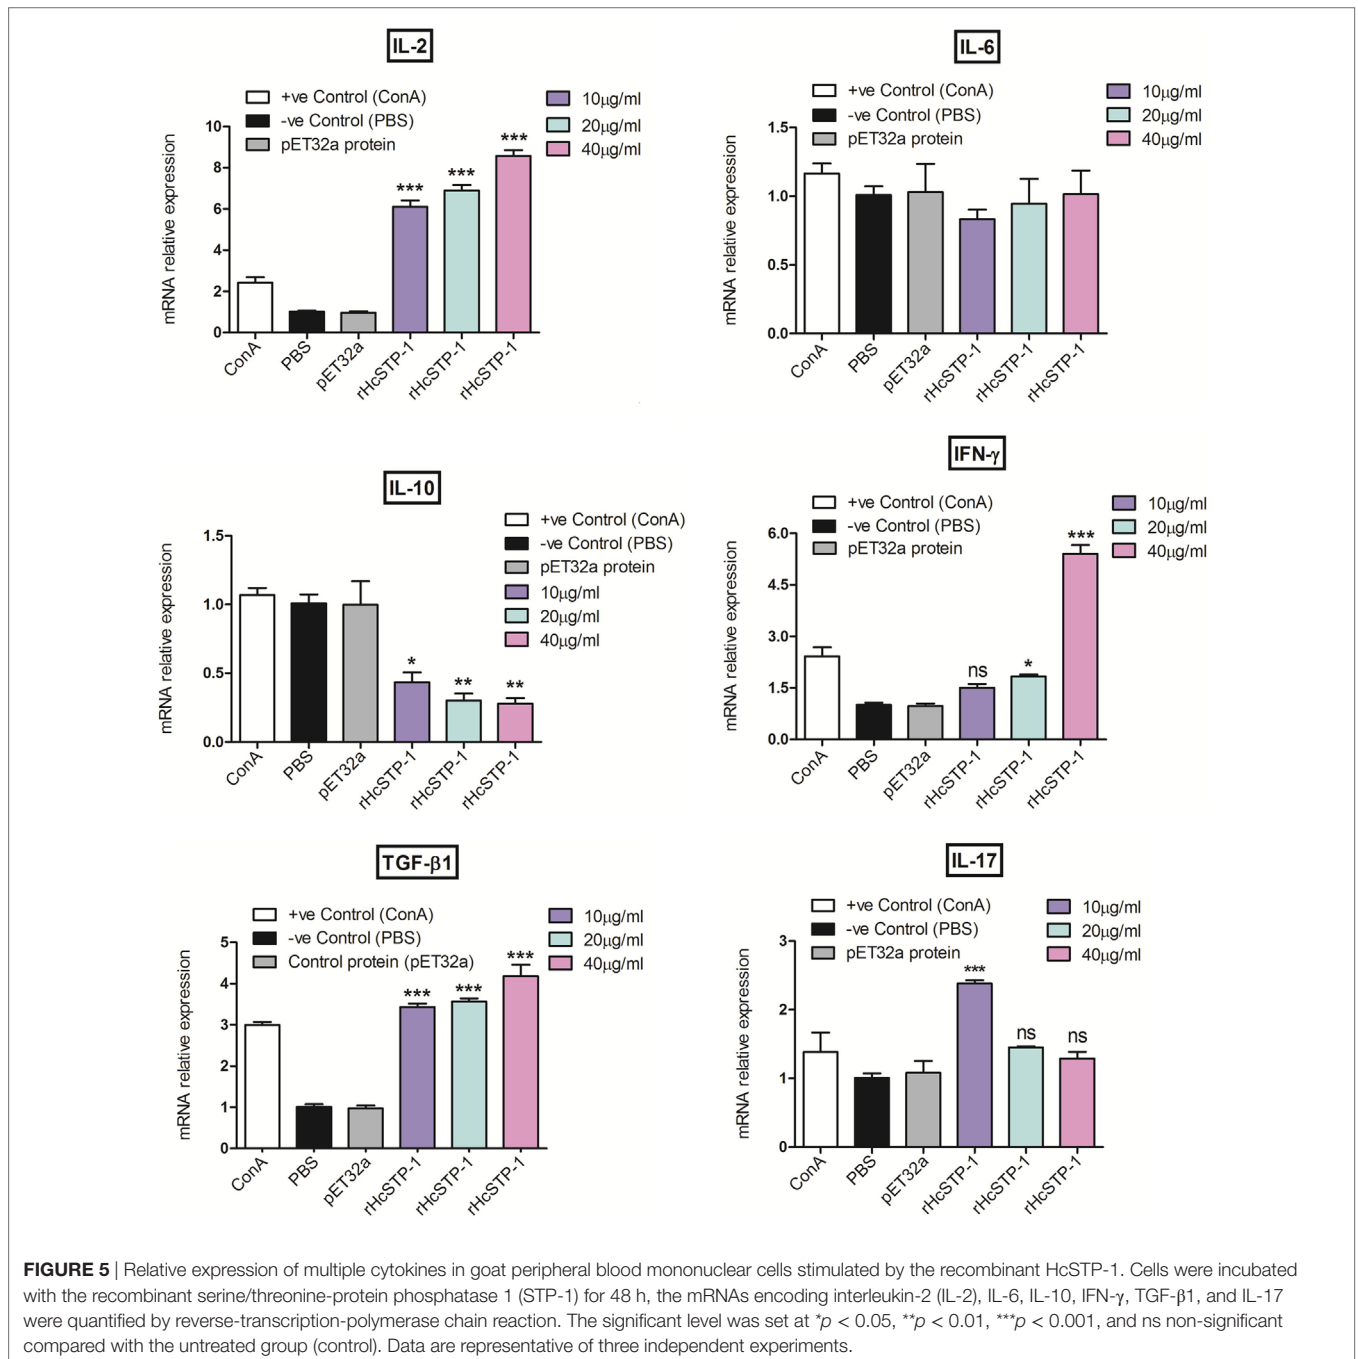 IL-2
+ve Control (ConA)
-ve Control (PBS)
pET32a protein
10μg/ml
20μg/ml
40μg/ml
mRNA relative expression
10
8
6
4
2
0
***
***
***
ConA
PBS
pET32a
rHcSTP-1
rHcSTP-1
rHcSTP-1
IL-6
+ve Control (ConA)
-ve Control (PBS)
pET32a protein
10μg/ml
20μg/ml
40μg/ml
mRNA relative expression
1.5
1.0
0.5
0.0
ConA
PBS
pET32a
rHcSTP-1
rHcSTP-1
rHcSTP-1
IL-10
+ve Control (ConA)
-ve Control (PBS)
pET32a protein
10μg/ml
20μg/ml
40μg/ml
mRNA relative expression
1.5
1.0
0.5
0.0
*
**
**
ConA
PBS
pET32a
rHcSTP-1
rHcSTP-1
rHcSTP-1
IFN-γ
+ve Control (ConA)
-ve Control (PBS)
pET32a protein
10μg/ml
20μg/ml
40μg/ml
mRNA relative expression
6.0
4.5
3.0
1.5
0.0
ns
*
***
ConA
PBS
pET32a
rHcSTP-1
rHcSTP-1
rHcSTP-1
TGF-β1
+ve Control (ConA)
-ve Control (PBS)
Control protein (pET32a)
10μg/ml
20μg/ml
40μg/ml
mRNA relative expression
5
4
3
2
1
0
***
***
***
ConA
PBS
pET32a
rHcSTP-1
rHcSTP-1
rHcSTP-1
IL-17
+ve Control (ConA)
-ve Control (PBS)
pET32a protein
10μg/ml
20μg/ml
40μg/ml
mRNA relative expression
3
2
1
0
***
ns
ns
ConA
PBS
pET32a
rHcSTP-1
rHcSTP-1
rHcSTP-1
FIGURE 5 | Relative expression of multiple cytokines in goat peripheral blood mononuclear cells stimulated by the recombinant HcSTP-1. Cells were incubated
with the recombinant serine/threonine-protein phosphatase 1 (STP-1) for 48 h, the mRNAs encoding interleukin-2 (IL-2), IL-6, IL-10, IFN-γ, TGF-β1, and IL-17
were quantified by reverse-transcription-polymerase chain reaction. The significant level was set at *p < 0.05, **p < 0.01, ***p < 0.001, and ns non-significant
compared with the untreated group (control). Data are representative of three independent experiments.